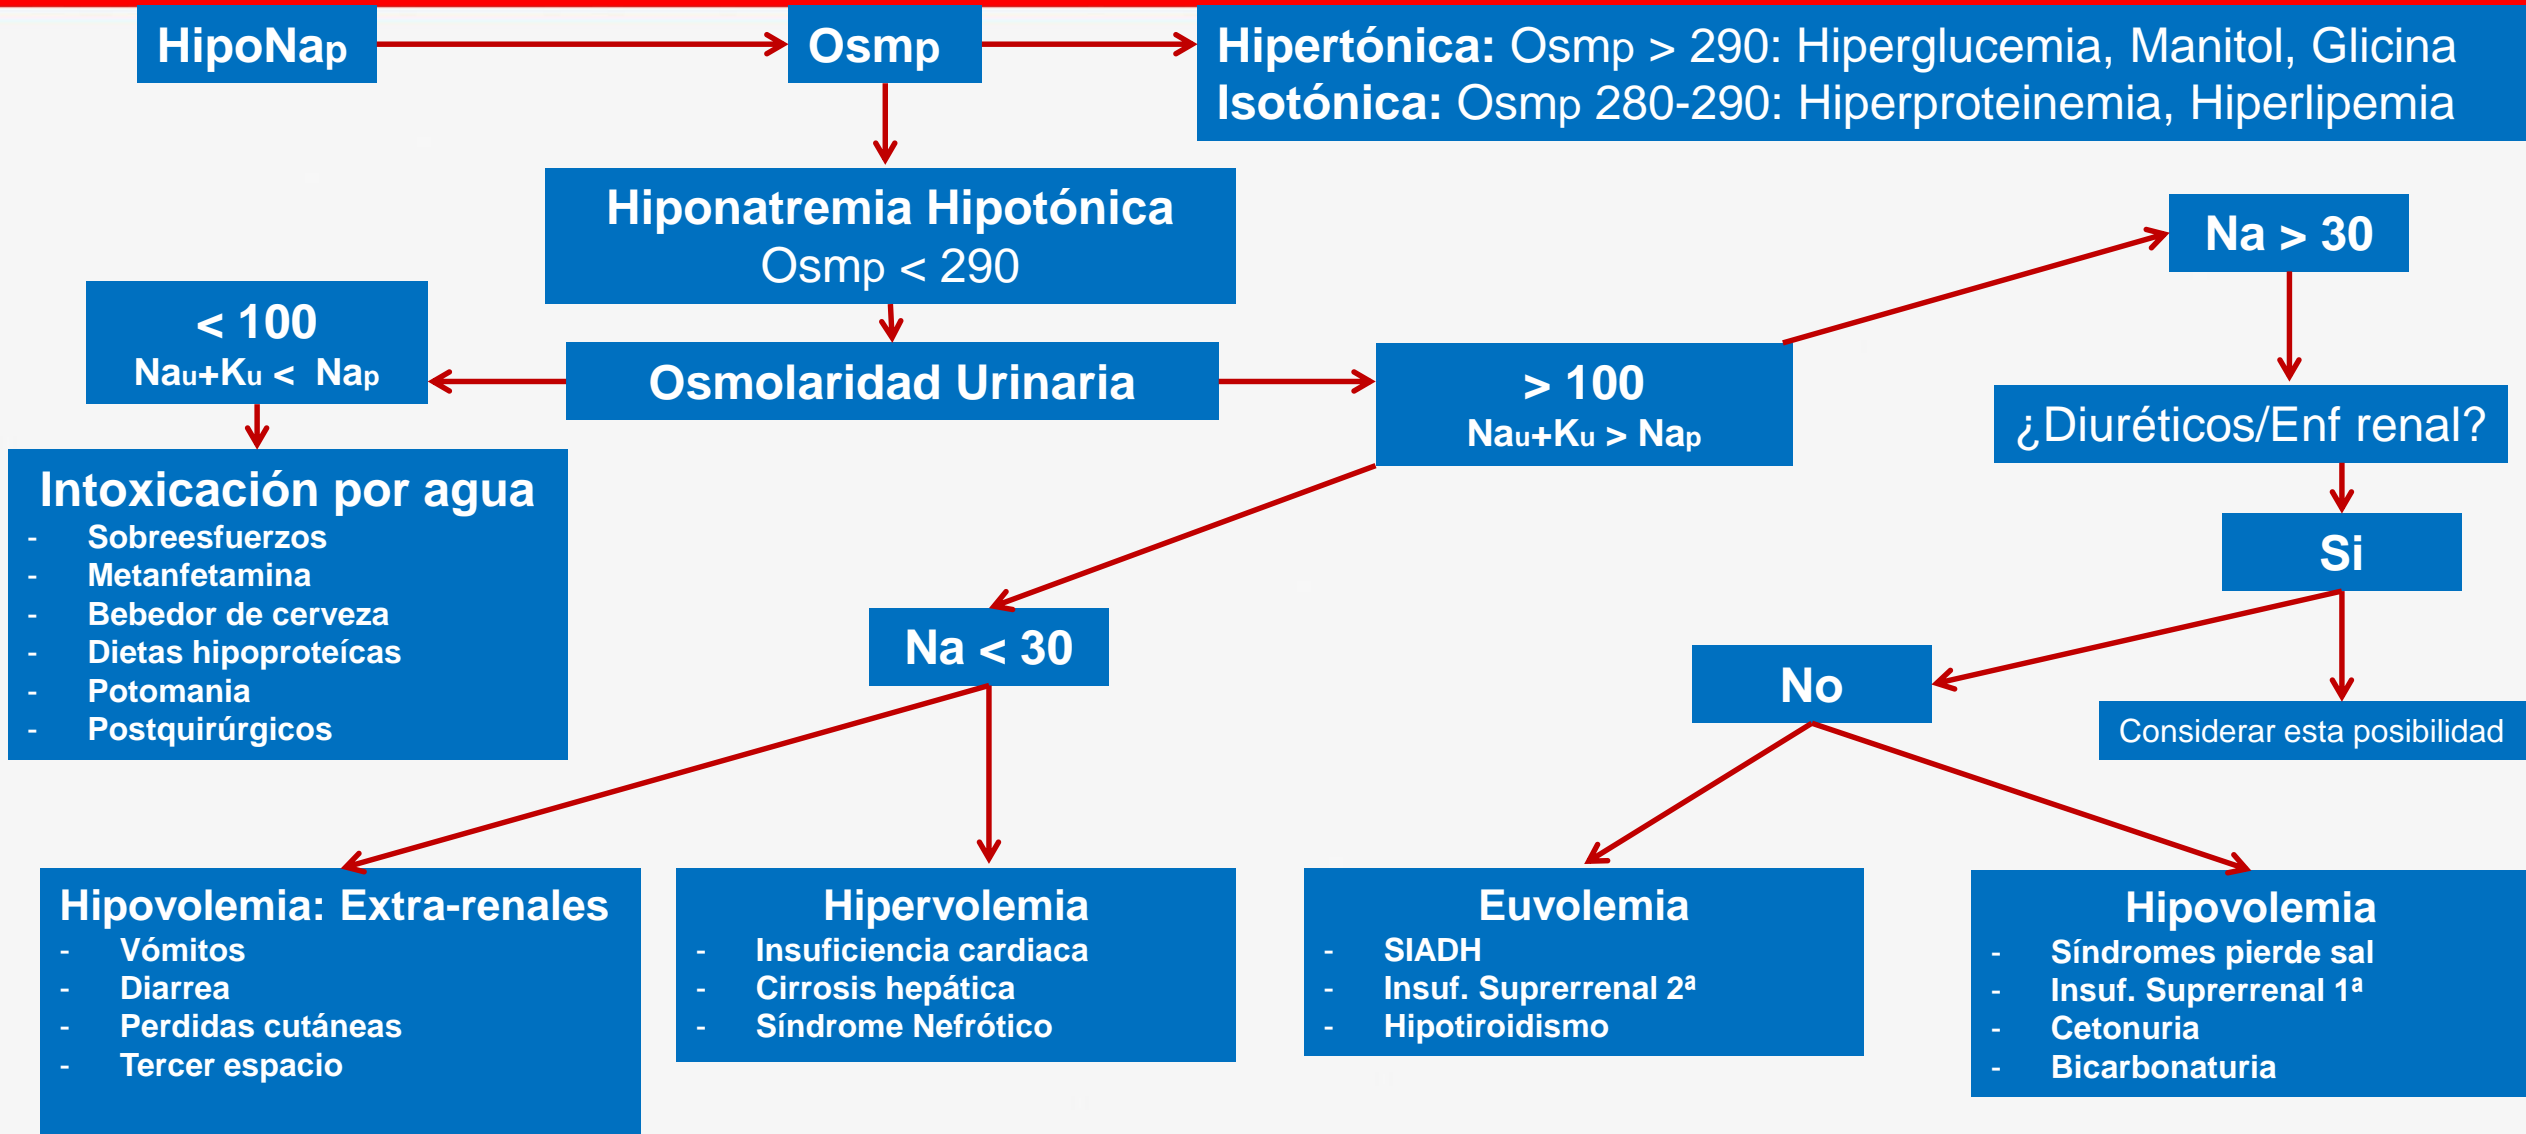 HipoNap
Osmp
Hipertónica: Osmp > 290: Hiperglucemia, Manitol, Glicina
Isotónica: Osmp 280-290: Hiperproteinemia, Hiperlipemia
Hiponatremia Hipotónica
Osmp < 290
Na > 30
< 100
Nau+Ku < Nap
Osmolaridad Urinaria
> 100
Nau+Ku > Nap
¿Diuréticos/Enf renal?
Intoxicación por agua
- Sobreesfuerzos
- Metanfetamina
- Bebedor de cerveza
- Dietas hipoproteícas
- Potomania
- Postquirúrgicos
Si
Na < 30
No
Considerar esta posibilidad
Hipovolemia: Extra-renales
- Vómitos
- Diarrea
- Perdidas cutáneas
- Tercer espacio
Hipervolemia
- Insuficiencia cardiaca
- Cirrosis hepática
- Síndrome Nefrótico
Euvolemia
- SIADH
- Insuf. Suprerrenal 2ª
- Hipotiroidismo
Hipovolemia
- Síndromes pierde sal
- Insuf. Suprerrenal 1ª
- Cetonuria
- Bicarbonaturia